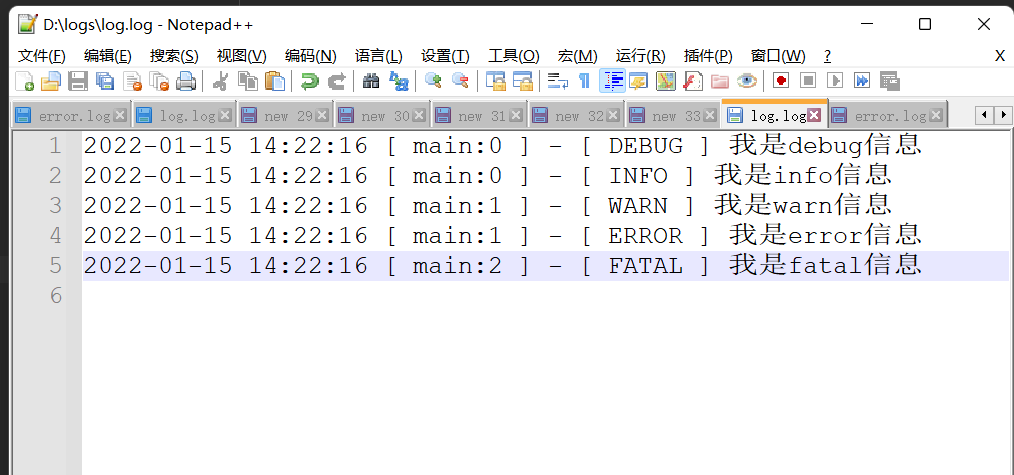 D:\logs\log.log - Notepad++
文件(F) 编辑(E) 搜索(S) 视图(V) 编码(N) 语言(L) 设置(T) 工具(O) 宏(M) 运行(R) 插件(P) 窗口(W) ? X
error.log log.log new 29 new 30 new 31 new 32 new 33 log.log error.log
1 2022-01-15 14:22:16 [ main:0 ] - [ DEBUG ] 我是debug信息
2 2022-01-15 14:22:16 [ main:0 ] - [ INFO ] 我是info信息
3 2022-01-15 14:22:16 [ main:1 ] - [ WARN ] 我是warn信息
4 2022-01-15 14:22:16 [ main:1 ] - [ ERROR ] 我是error信息
5 2022-01-15 14:22:16 [ main:2 ] - [ FATAL ] 我是fatal信息
6